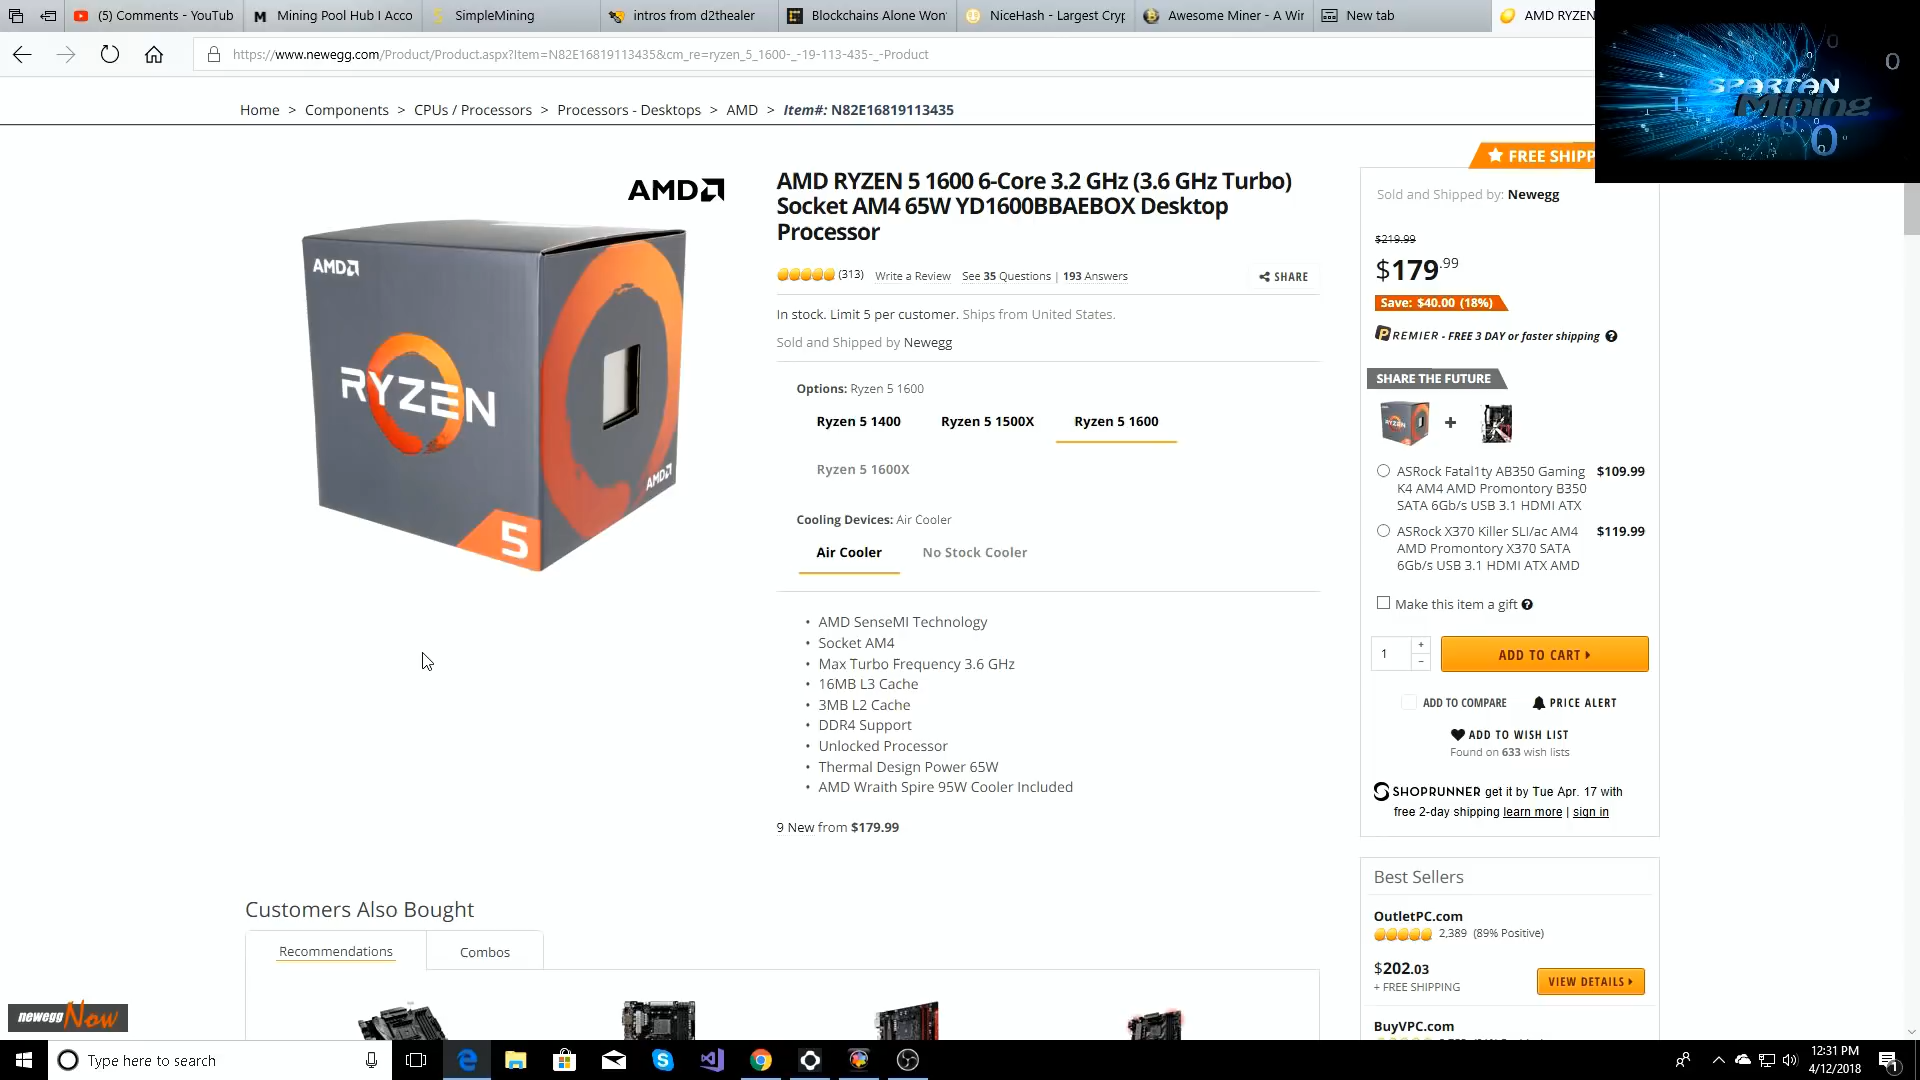 (5) Comments - YouTub
Mining Pool Hub I Acco
SimpleMining
intros from d2thealer
Blockchains Alone Won'
NiceHash - Largest Cryp
Awesome Miner - A Wir
New tab
AMD RYZEN
https://www.newegg.com/Product/Product.aspx?Item=N82E16819113435&cm_re=ryzen_5_1600-_-19-113-435-_-Product
SPARTAN
Mining
Home > Components > CPUs / Processors > Processors - Desktops > AMD > Item#: N82E16819113435
AMD
AMD
RYZEN
5
AMD
AMD RYZEN 5 1600 6-Core 3.2 GHz (3.6 GHz Turbo)
Socket AM4 65W YD1600BBAEBOX Desktop
Processor
(313) Write a Review See 35 Questions | 193 Answers
SHARE
In stock. Limit 5 per customer. Ships from United States.
Sold and Shipped by Newegg
Options: Ryzen 5 1600
Ryzen 5 1400 Ryzen 5 1500X Ryzen 5 1600
Ryzen 5 1600X
Cooling Devices: Air Cooler
Air Cooler No Stock Cooler
• AMD SenseMI Technology
• Socket AM4
• Max Turbo Frequency 3.6 GHz
• 16MB L3 Cache
• 3MB L2 Cache
• DDR4 Support
• Unlocked Processor
• Thermal Design Power 65W
• AMD Wraith Spire 95W Cooler Included
9 New from $179.99
FREE SHIPP
Sold and Shipped by: Newegg
$219.99
$179.99
Save: $40.00 (18%)
PREMIER - FREE 3 DAY or faster shipping ?
SHARE THE FUTURE
+
ASRock Fatal1ty AB350 Gaming $109.99
K4 AM4 AMD Promontory B350
SATA 6Gb/s USB 3.1 HDMI ATX
ASRock X370 Killer SLI/ac AM4 $119.99
AMD Promontory X370 SATA
6Gb/s USB 3.1 HDMI ATX AMD
Make this item a gift ?
1 + -
ADD TO CART
ADD TO COMPARE PRICE ALERT
ADD TO WISH LIST
Found on 633 wish lists
SHOPRUNNER get it by Tue Apr. 17 with
free 2-day shipping learn more | sign in
Best Sellers
OutletPC.com
2,389 (89% Positive)
$202.03
+ FREE SHIPPING
VIEW DETAILS
BuyVPC.com
Customers Also Bought
Recommendations Combos
newegg Now
Type here to search
12:31 PM
4/12/2018
1